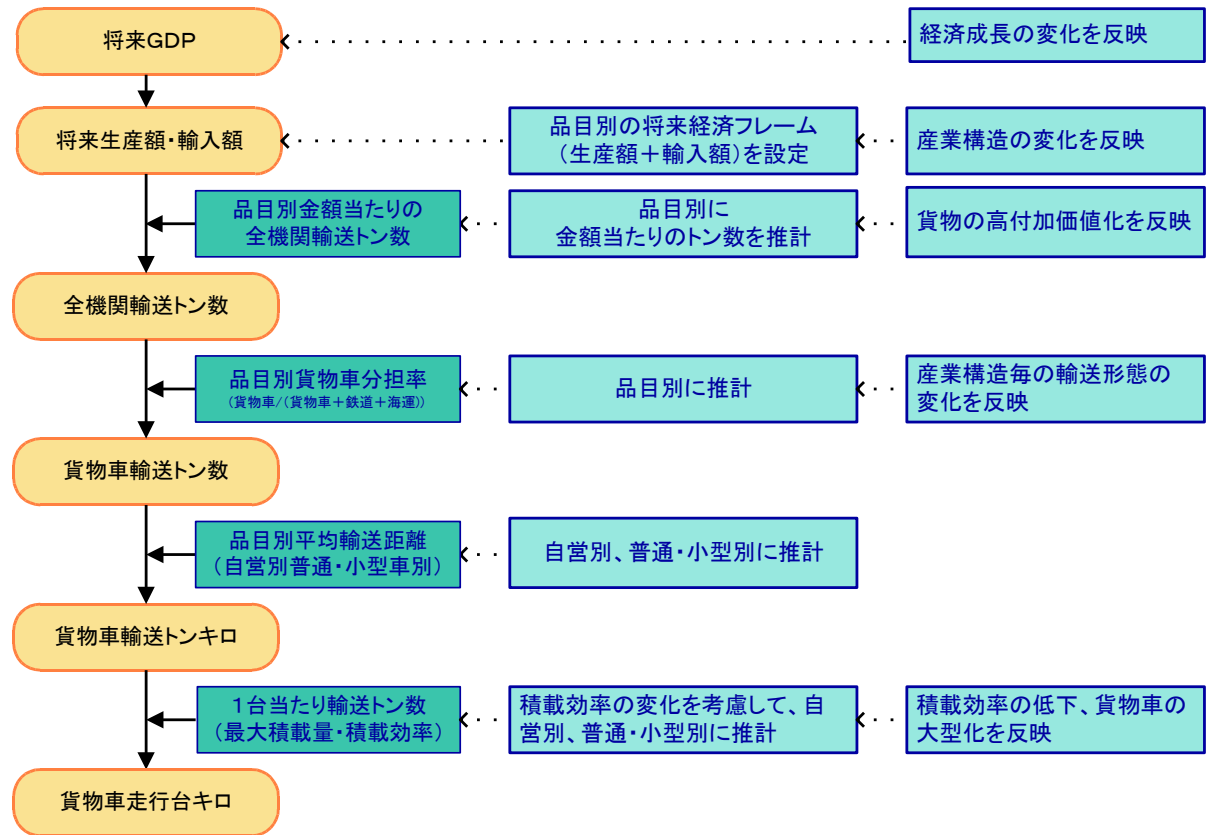 将来GDP
経済成長の変化を反映
将来生産額・輸入額
品目別の将来経済フレーム
（生産額＋輸入額）を設定
産業構造の変化を反映
品目別金額当たりの
全機関輸送トン数
品目別に
金額当たりのトン数を推計
貨物の高付加価値化を反映
全機関輸送トン数
品目別貨物車分担率
（貨物車/（貨物車＋鉄道＋海運））
品目別に推計
産業構造毎の輸送形態の
変化を反映
貨物車輸送トン数
品目別平均輸送距離
（自営別普通・小型車別）
自営別、普通・小型別に推計
貨物車輸送トンキロ
１台当たり輸送トン数
（最大積載量・積載効率）
積載効率の変化を考慮して、自
営別、普通・小型別に推計
積載効率の低下、貨物車の
大型化を反映
貨物車走行台キロ